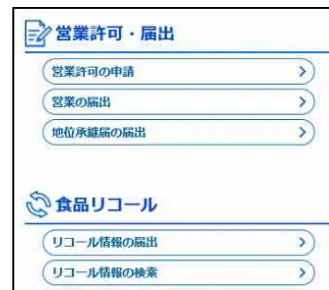 営業許可・届出
営業許可の申請
営業の届出
地位承継届の届出
食品リコール
リコール情報の届出
リコール情報の検索